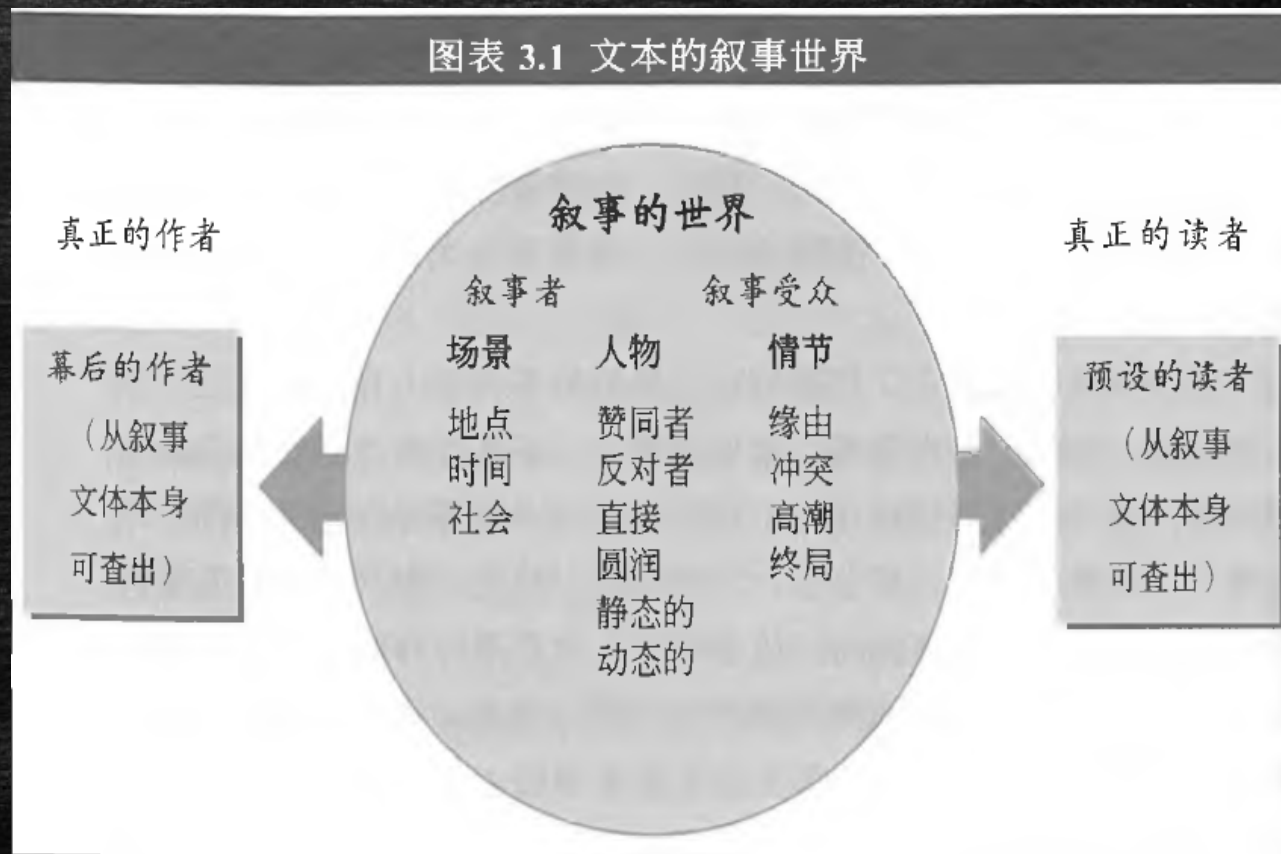 图表 3.1 文本的叙事世界
真正的作者
幕后的作者
（从叙事
文体本身
可查出）
叙事的世界
叙事者 叙事受众
场景 人物 情节
地点 赞同者 缘由
时间 反对者 冲突
社会 直接 高潮
圆润 终局
静态的
动态的
真正的读者
预设的读者
（从叙事
文体本身
可查出）